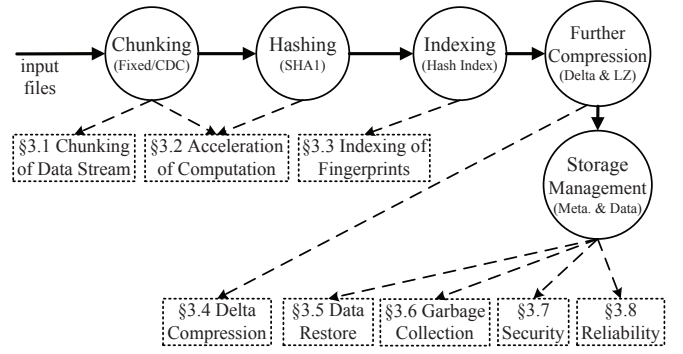 input
files
Chunking
(Fixed/CDC)
Hashing
(SHA1)
Indexing
(Hash Index)
Further
Compression
(Delta & LZ)
§3.1 Chunking
of Data Stream
§3.2 Acceleration
of Computation
§3.3 Indexing of
Fingerprints
Storage
Management
(Meta. & Data)
§3.4 Delta
Compression
§3.5 Data
Restore
§3.6 Garbage
Collection
§3.7
Security
§3.8
Reliability